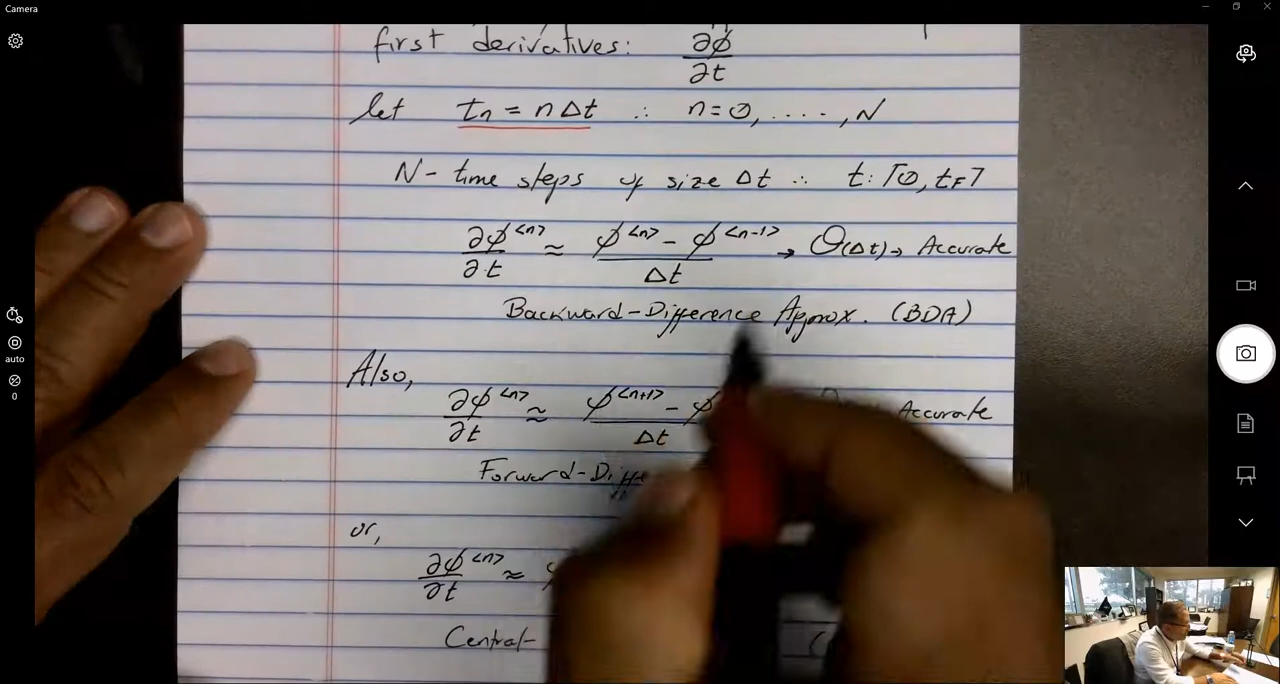 Camera
first derivatives: ∂φ/∂t
let tn = nΔt ∴ n=0, ...., N
N- time steps of size Δt ∴ t: [0, tF]
∂φ<n>/∂t ≈ φ<n> - φ<n-1>/Δt → O(Δt) → Accurate
Backward-Difference Approx. (BDA)
Also,
∂φ<n>/∂t ≈ φ<n+1> - φ/Δt Accurate
Forward-
or,
∂φ<n>/∂t ≈
Central-
auto
0